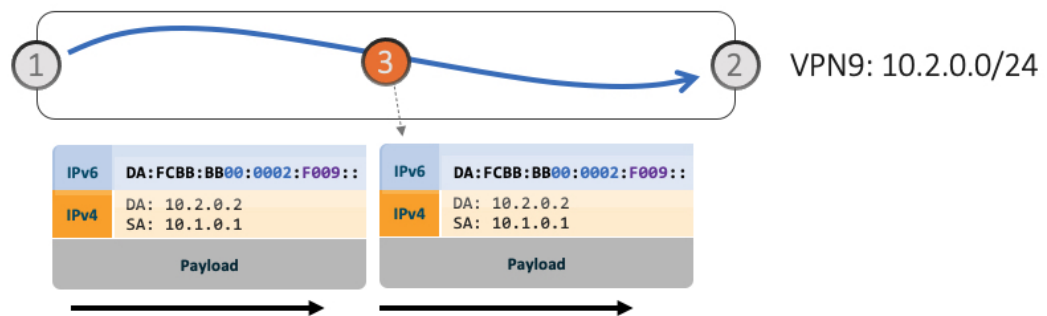 1
3
2
VPN9: 10.2.0.0/24
IPv6
DA:FCBB:BB00:0002:F009::
IPv4
DA: 10.2.0.2
SA: 10.1.0.1
Payload
IPv6
DA:FCBB:BB00:0002:F009::
IPv4
DA: 10.2.0.2
SA: 10.1.0.1
Payload